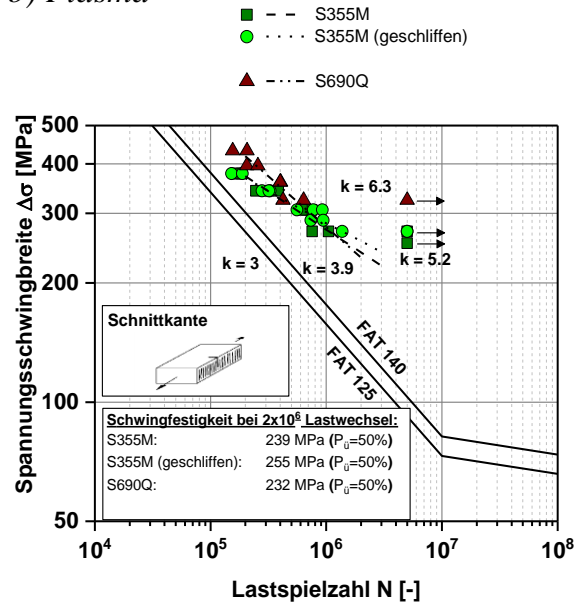 b) Plasma
S355M
S355M (geschliffen)
S690Q
Spannungsschwingbreite Δσ [MPa]
500
400
300
200
100
50
k = 6.3
k = 3
k = 3.9
k = 5.2
FAT 140
FAT 125
Schnittkante
Schwingfestigkeit bei 2x10⁶ Lastwechsel:
S355M: 239 MPa (Pü=50%)
S355M (geschliffen): 255 MPa (Pü=50%)
S690Q: 232 MPa (Pü=50%)
10⁴ 10⁵ 10⁶ 10⁷ 10⁸
Lastspielzahl N [-]